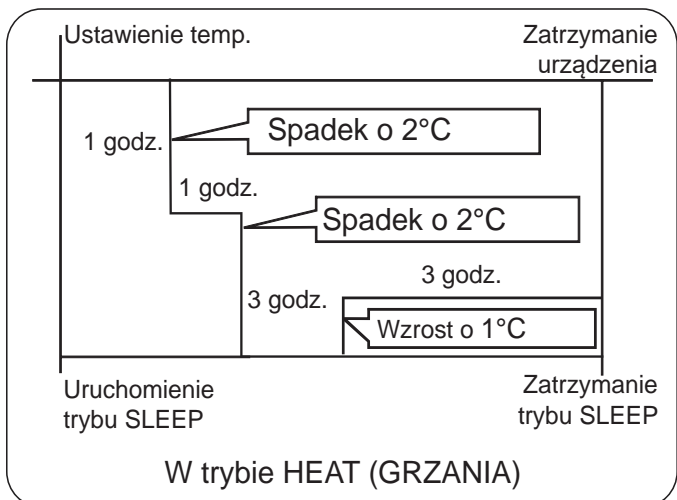 Ustawienie temp.
Zatrzymanie
urządzenia
1 godz.
Spadek o 2°C
1 godz.
Spadek o 2°C
3 godz.
3 godz.
Wzrost o 1°C
Uruchomienie
trybu SLEEP
Zatrzymanie
trybu SLEEP
W trybie HEAT (GRZANIA)